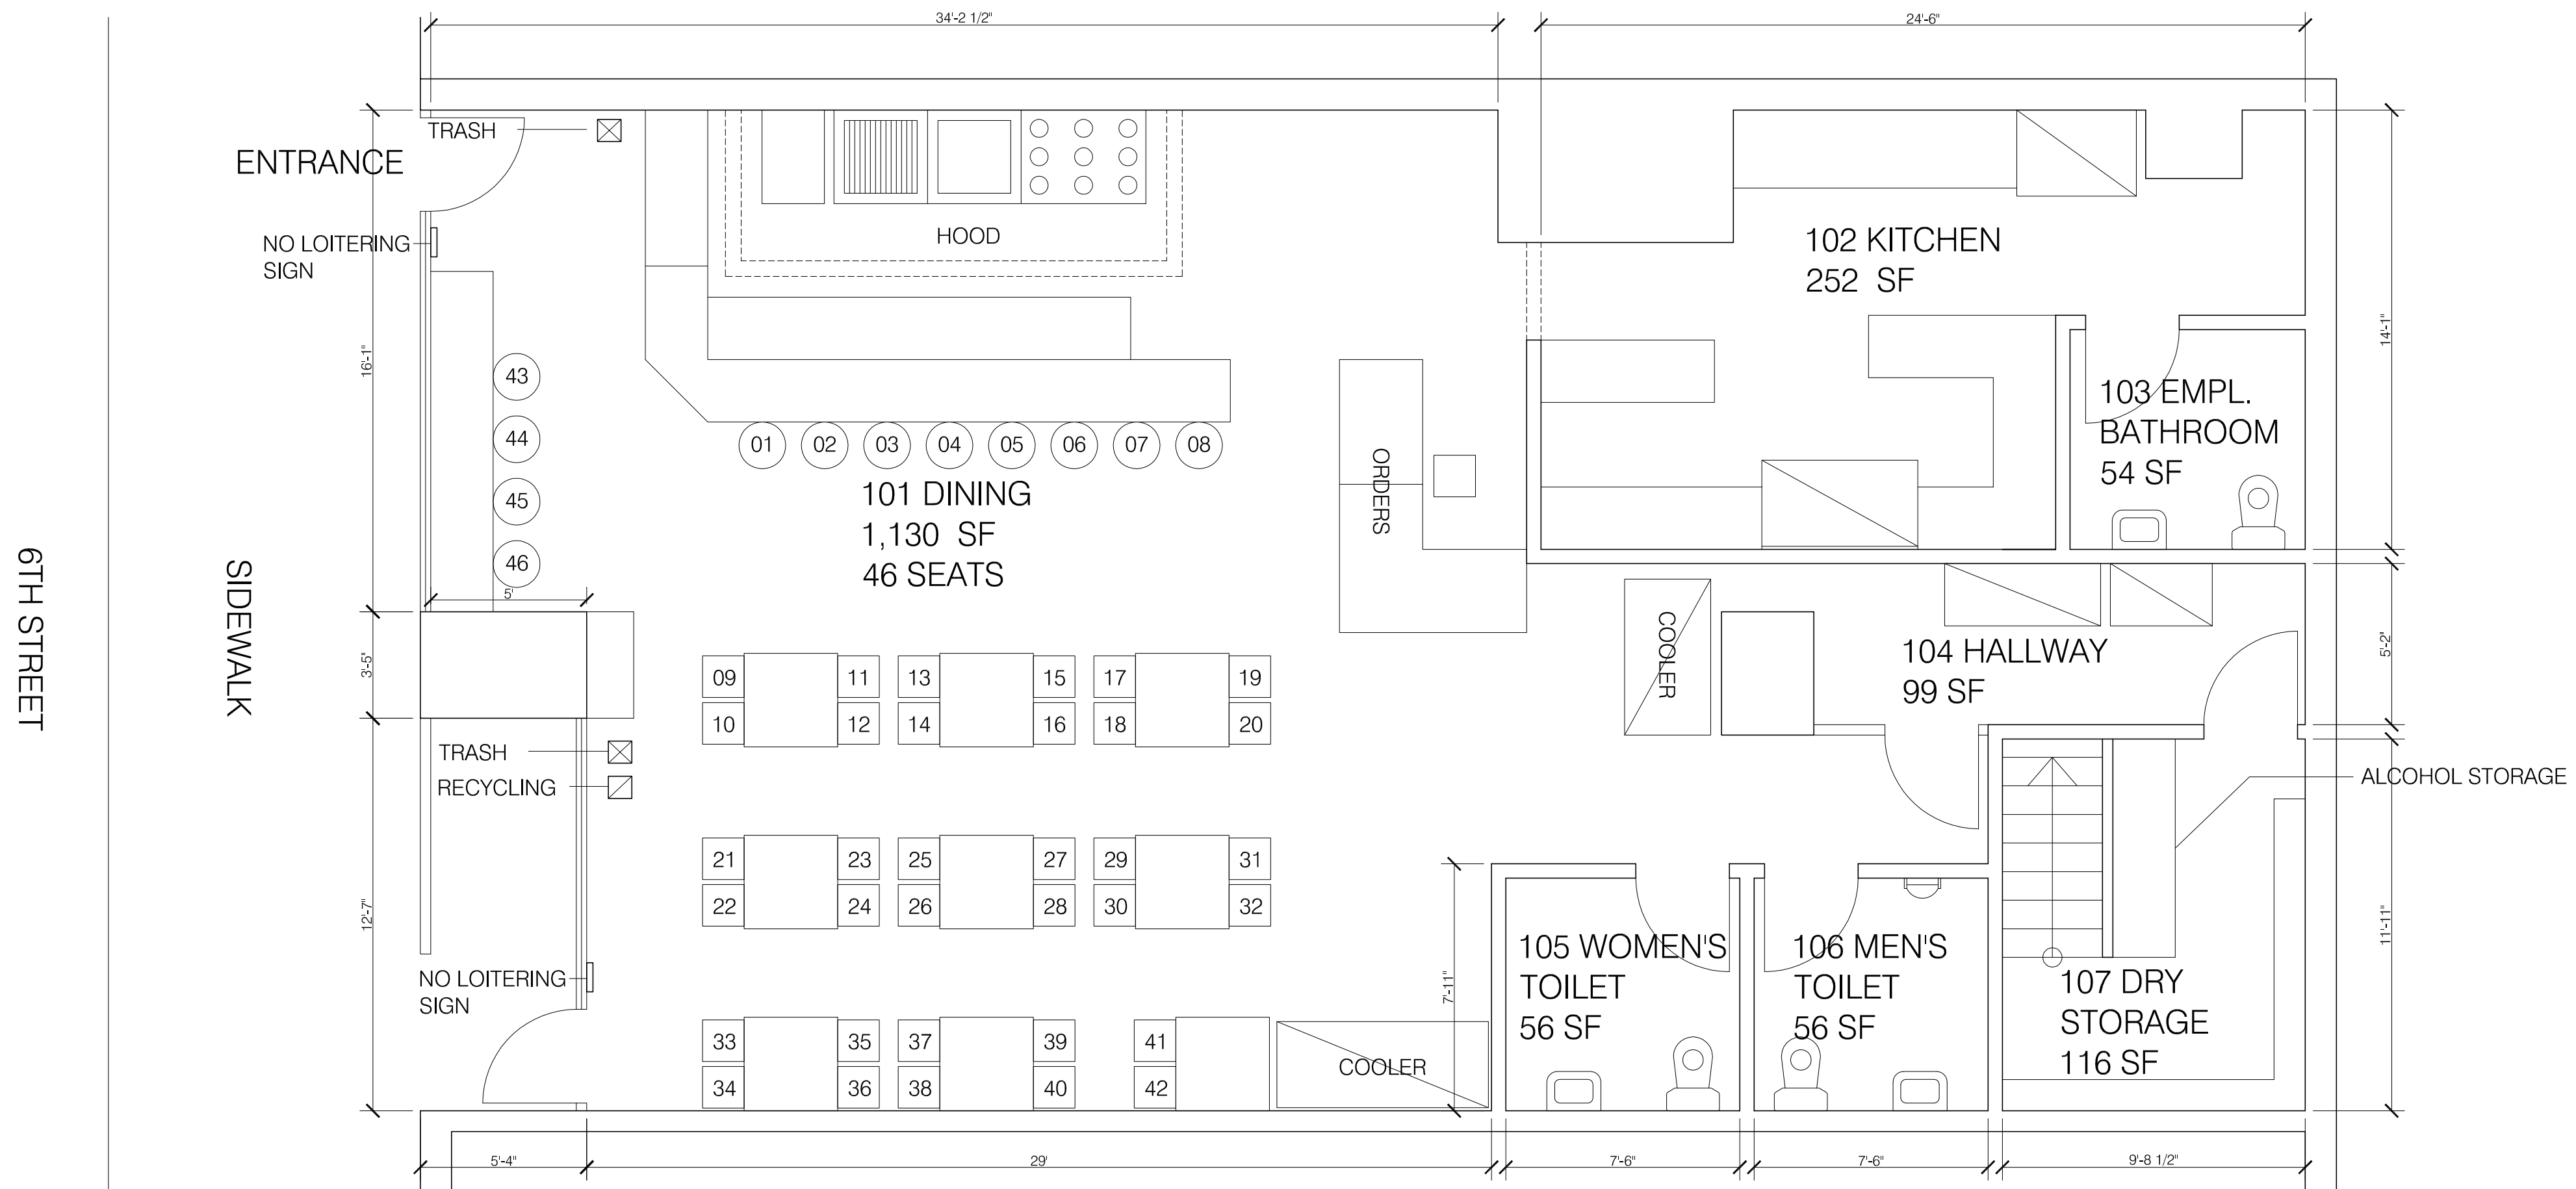 34'-2 1/2"
24'-6"
TRASH
ENTRANCE
NO LOITERING
SIGN
HOOD
102 KITCHEN
252 SF
16'-1"
14'-1"
43
44
45
46
01 02 03 04 05 06 07 08
101 DINING
1,130 SF
46 SEATS
ORDERS
103 EMPL.
BATHROOM
54 SF
6TH STREET
SIDEWALK
5'
3'-5"
09 11 13 15 17 19
10 12 14 16 18 20
COOLER
104 HALLWAY
99 SF
5'-2"
TRASH
RECYCLING
ALCOHOL STORAGE
21 23 25 27 29 31
22 24 26 28 30 32
12'-7"
NO LOITERING
SIGN
7'-11"
105 WOMEN'S
TOILET
56 SF
106 MEN'S
TOILET
56 SF
107 DRY
STORAGE
116 SF
11'-11"
33 35 37 39 41
34 36 38 40 42
COOLER
5'-4"
29'
7'-6"
7'-6"
9'-8 1/2"